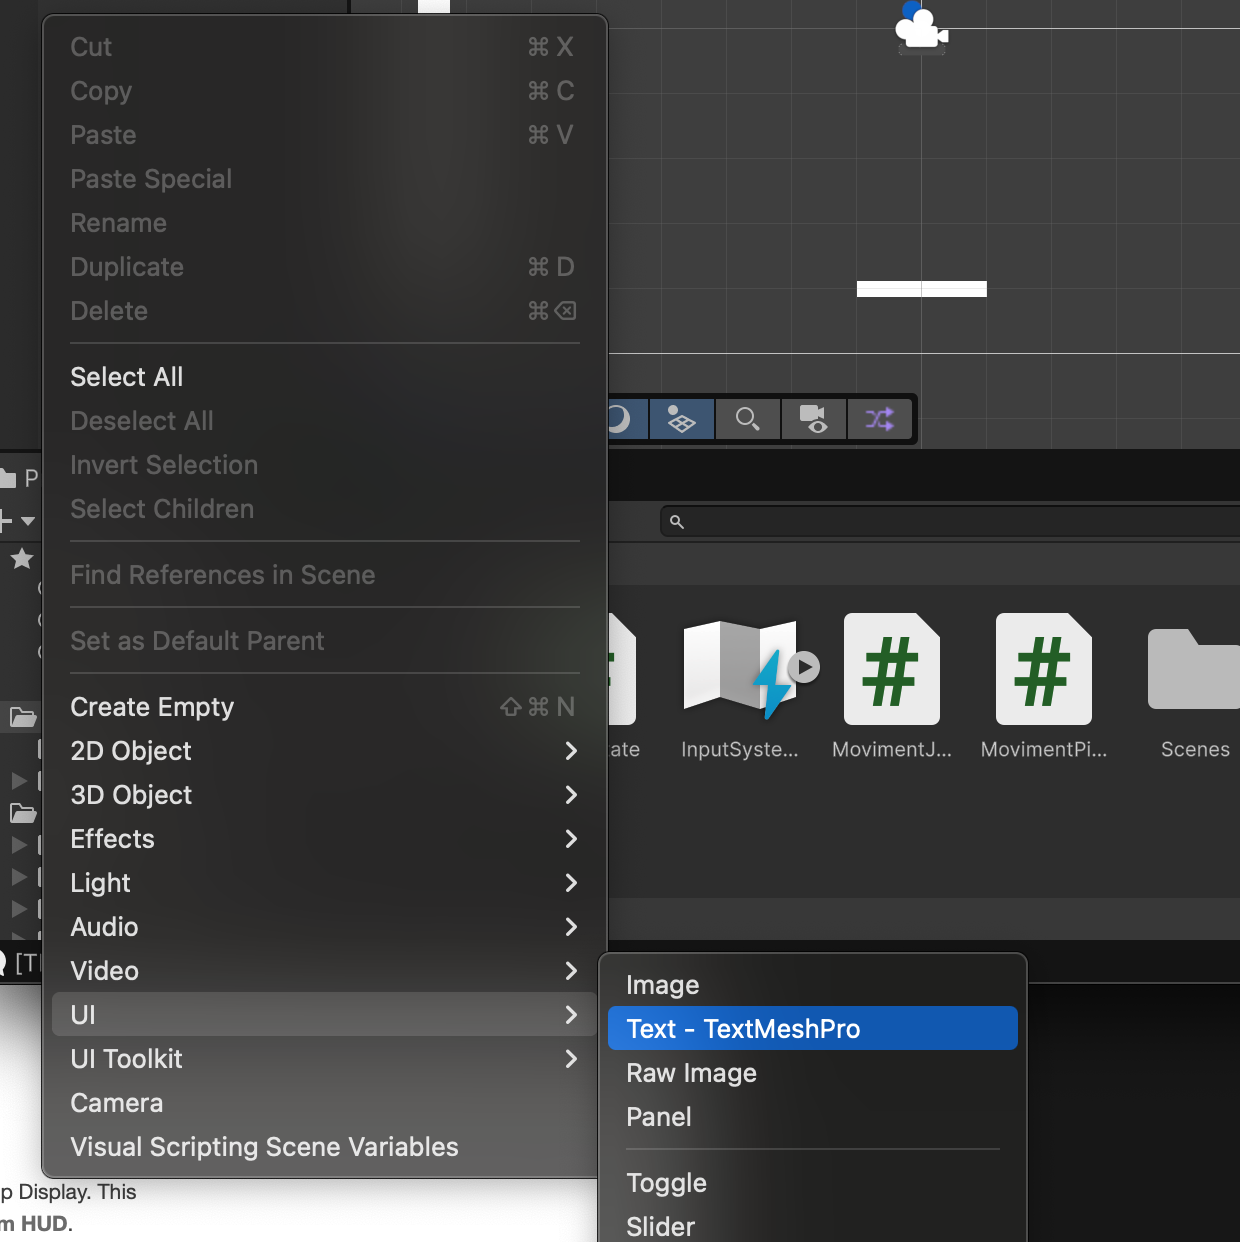 Cut ⌘ X
Copy ⌘ C
Paste ⌘ V
Paste Special
Rename
Duplicate ⌘ D
Delete ⌘ ⌫
Select All
Deselect All
Invert Selection
Select Children
Find References in Scene
Set as Default Parent
Create Empty ⇧ ⌘ N
2D Object
3D Object
Effects
Light
Audio
Video
UI
UI Toolkit
Camera
Visual Scripting Scene Variables
Image
Text - TextMeshPro
Raw Image
Panel
Toggle
Slider
P
ate
InputSyste...
MovimentJ...
MovimentPi...
Scenes
[T
p Display. This
m HUD.